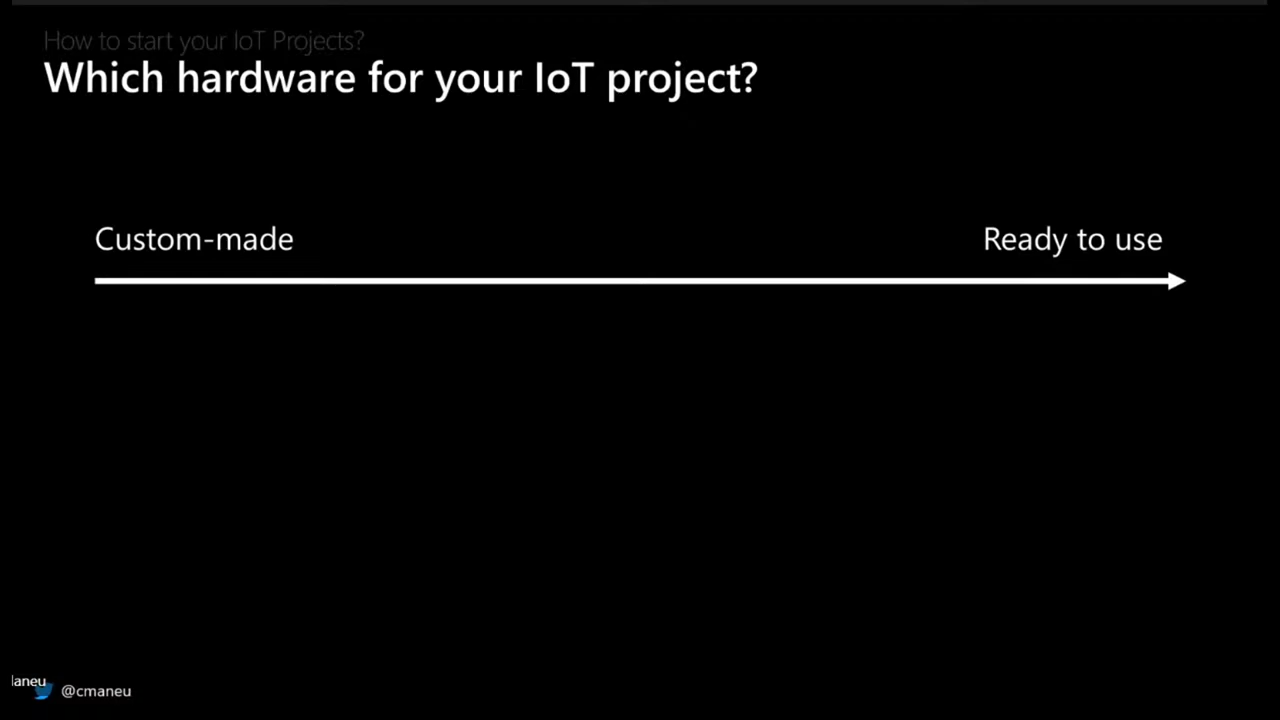 How to start your IoT Projects?
Which hardware for your IoT project?
Custom-made
Ready to use
laneu
@cmaneu